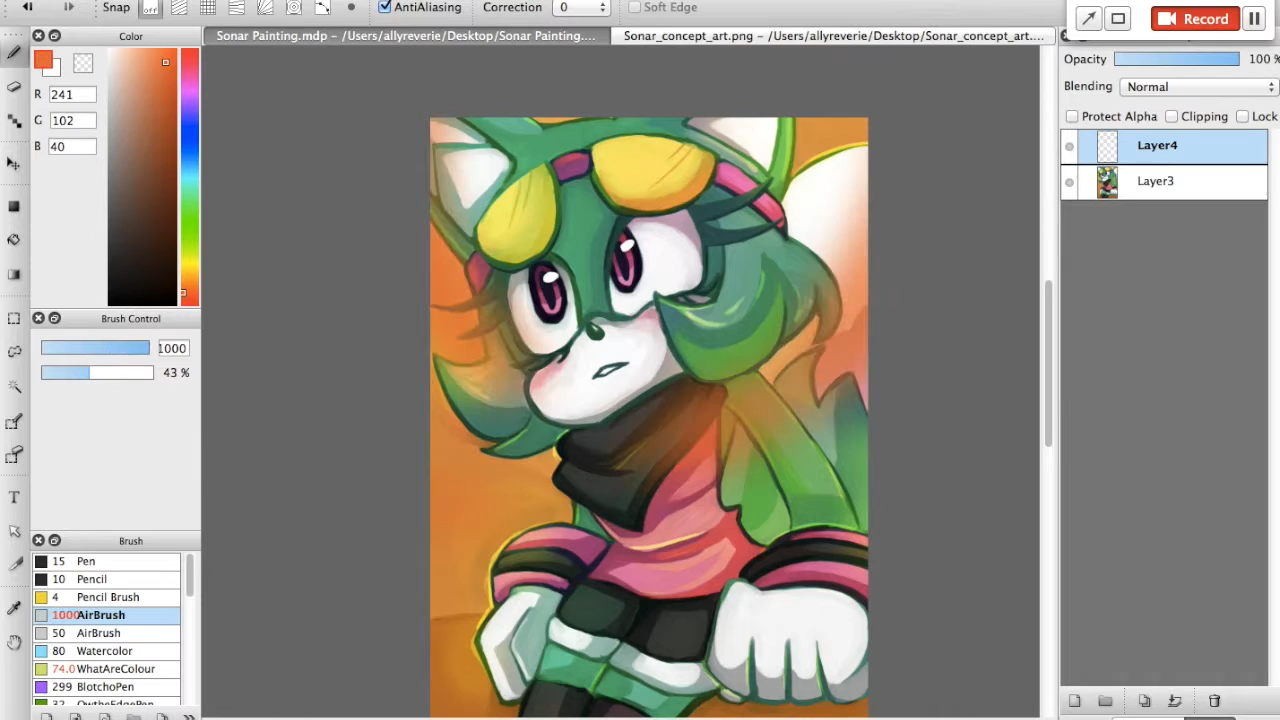 Snap
off
AntiAliasing
Correction
0
Soft Edge
Record
Color
Sonar Painting.mdp – /Users/allyreverie/Desktop/Sonar Painting....
Sonar_concept_art.png – /Users/allyreverie/Desktop/Sonar_concept_art....
R 241
G 102
B 40
Opacity 100 %
Blending Normal
Protect Alpha Clipping Lock
Layer4
Layer3
Brush Control
1000
43 %
T
Brush
15 Pen
10 Pencil
4 Pencil Brush
1000 AirBrush
50 AirBrush
80 Watercolor
74.0 WhatAreColour
299 BlotchoPen
32 OwtheEdgePen